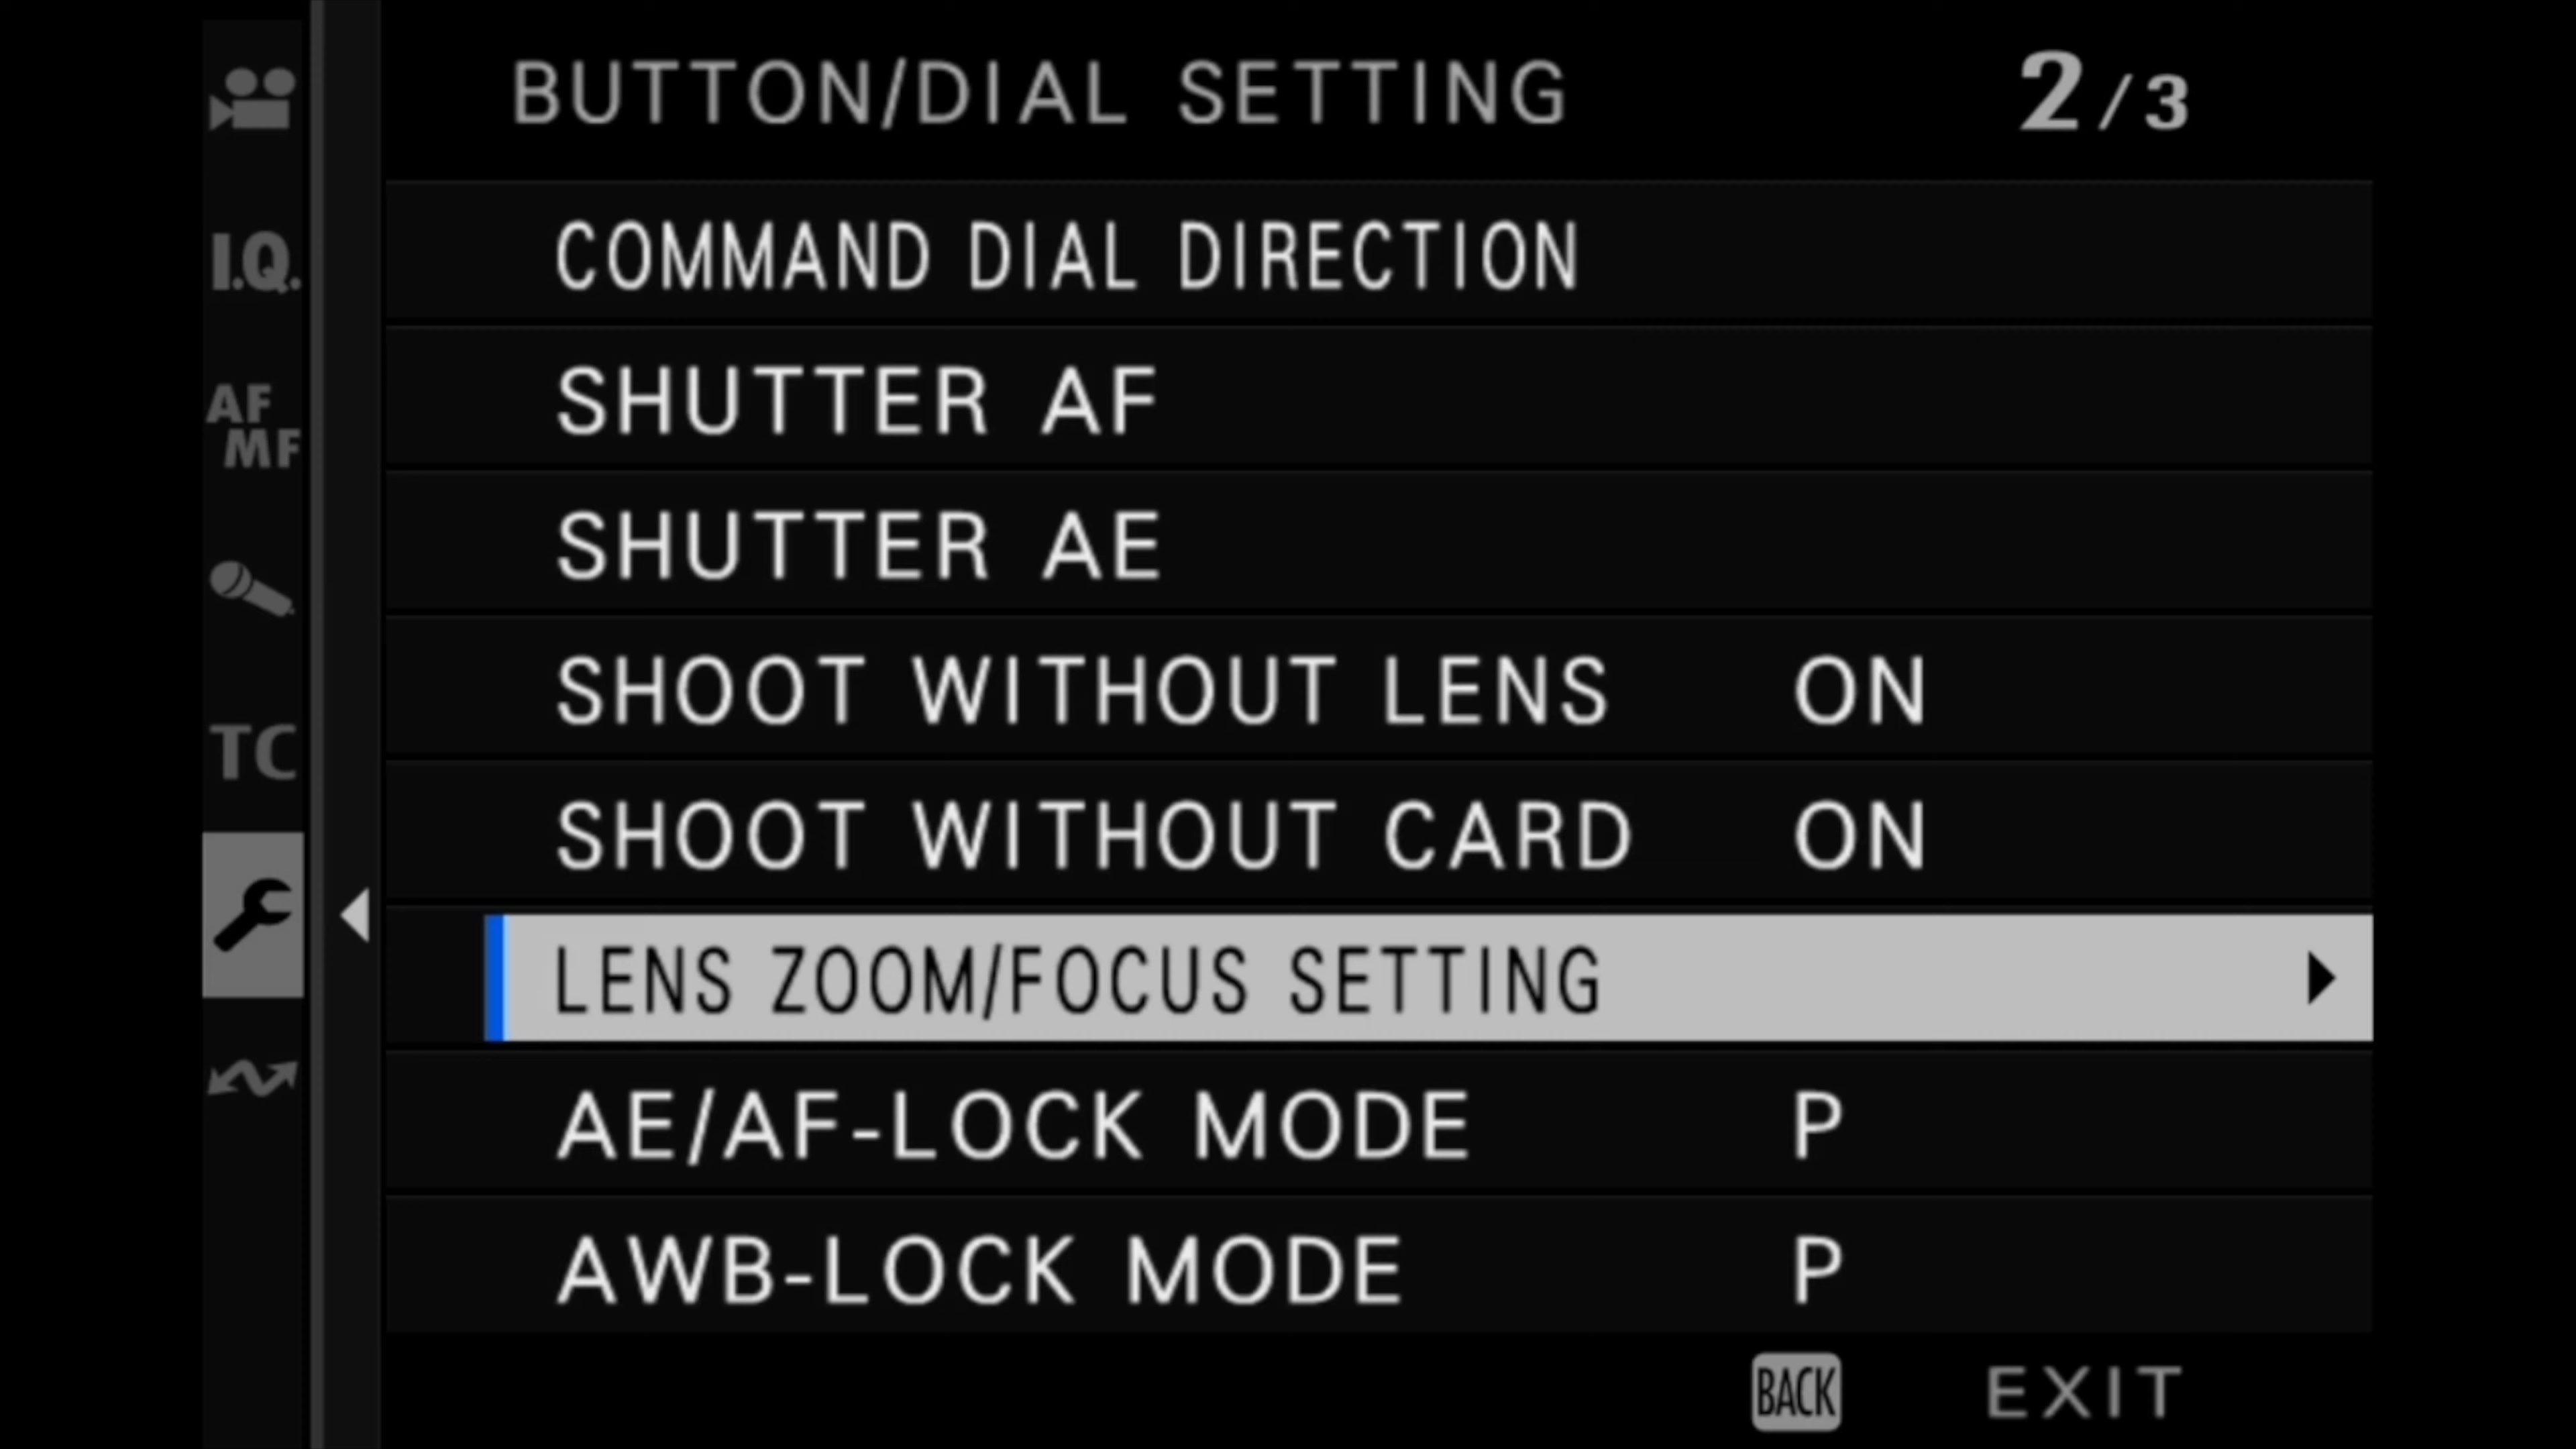 BUTTON/DIAL SETTING 2/3
I.Q.
COMMAND DIAL DIRECTION
AF
MF
SHUTTER AF
SHUTTER AE
SHOOT WITHOUT LENS ON
TC
SHOOT WITHOUT CARD ON
LENS ZOOM/FOCUS SETTING
AE/AF-LOCK MODE P
AWB-LOCK MODE P
BACK EXIT